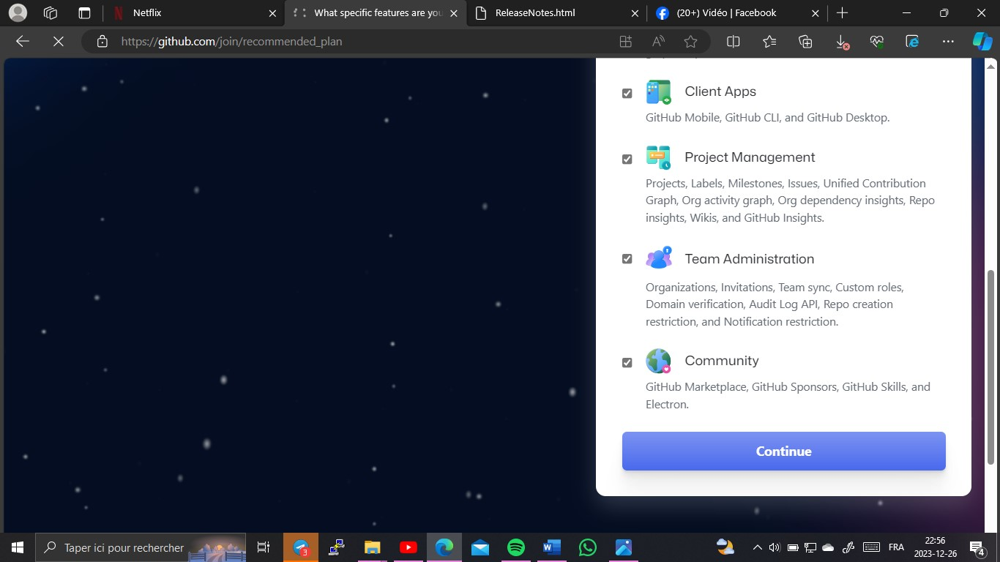 Netflix
What specific features are you
ReleaseNotes.html
(20+) Vidéo | Facebook
https://github.com/join/recommended_plan
Client Apps
GitHub Mobile, GitHub CLI, and GitHub Desktop.
Project Management
Projects, Labels, Milestones, Issues, Unified Contribution
Graph, Org activity graph, Org dependency insights, Repo
insights, Wikis, and GitHub Insights.
Team Administration
Organizations, Invitations, Team sync, Custom roles,
Domain verification, Audit Log API, Repo creation
restriction, and Notification restriction.
Community
GitHub Marketplace, GitHub Sponsors, GitHub Skills, and
Electron.
Continue
Taper ici pour rechercher
3
FRA
22:56
2023-12-26
4